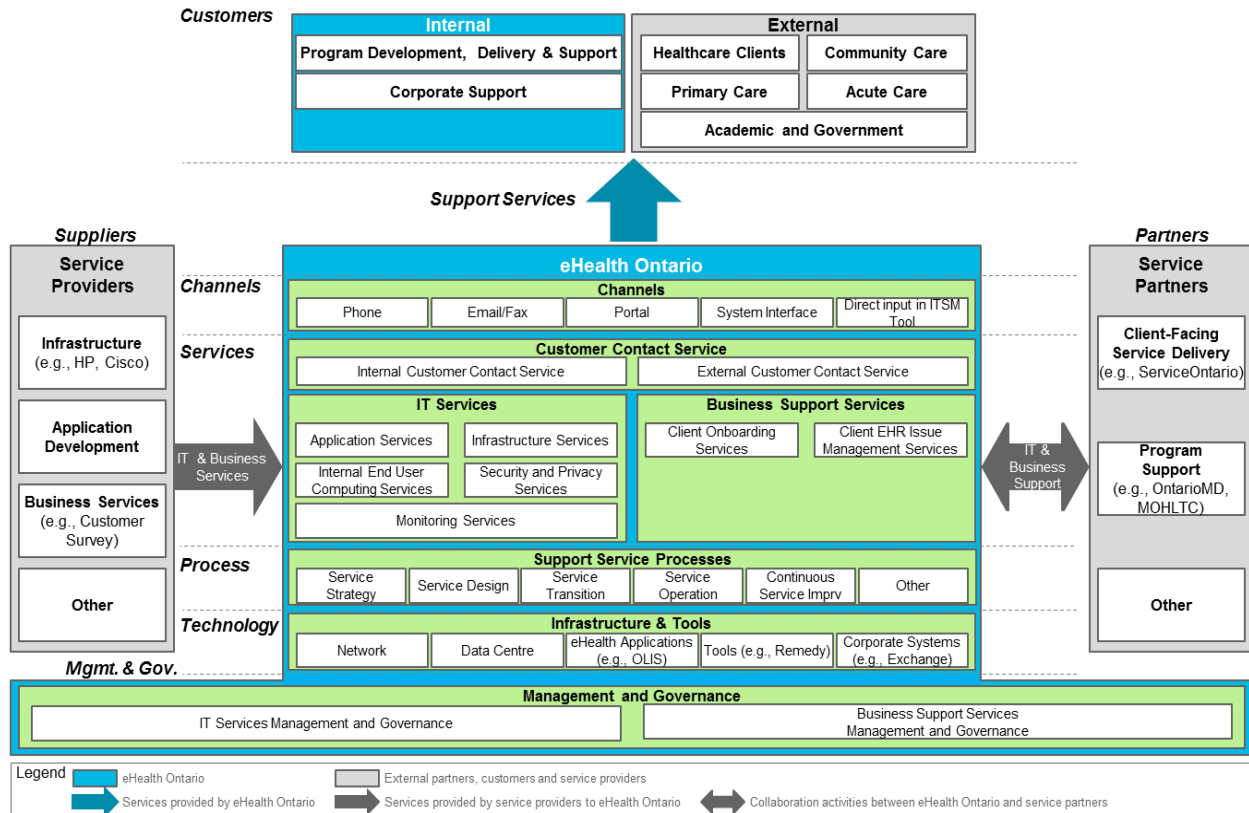 Customers
Internal
Program Development, Delivery & Support
Corporate Support
External
Healthcare Clients
Community Care
Primary Care
Acute Care
Academic and Government
Support Services
Suppliers
Service
Providers
Infrastructure
(e.g., HP, Cisco)
Application
Development
Business Services
(e.g., Customer
Survey)
Other
IT & Business
Services
Channels
Services
Process
Technology
Mgmt. & Gov.
eHealth Ontario
Channels
Phone
Email/Fax
Portal
System Interface
Direct input in ITSM
Tool
Customer Contact Service
Internal Customer Contact Service
External Customer Contact Service
IT Services
Application Services
Infrastructure Services
Internal End User
Computing Services
Security and Privacy
Services
Monitoring Services
Business Support Services
Client Onboarding
Services
Client EHR Issue
Management Services
Support Service Processes
Service
Strategy
Service Design
Service
Transition
Service
Operation
Continuous
Service Imprv
Other
Infrastructure & Tools
Network
Data Centre
eHealth Applications
(e.g., OLIS)
Tools (e.g., Remedy)
Corporate Systems
(e.g., Exchange)
IT &
Business
Support
Partners
Service
Partners
Client-Facing
Service Delivery
(e.g., ServiceOntario)
Program
Support
(e.g., OntarioMD,
MOHLTC)
Other
Management and Governance
IT Services Management and Governance
Business Support Services
Management and Governance
Legend
eHealth Ontario
External partners, customers and service providers
Services provided by eHealth Ontario
Services provided by service providers to eHealth Ontario
Collaboration activities between eHealth Ontario and service partners